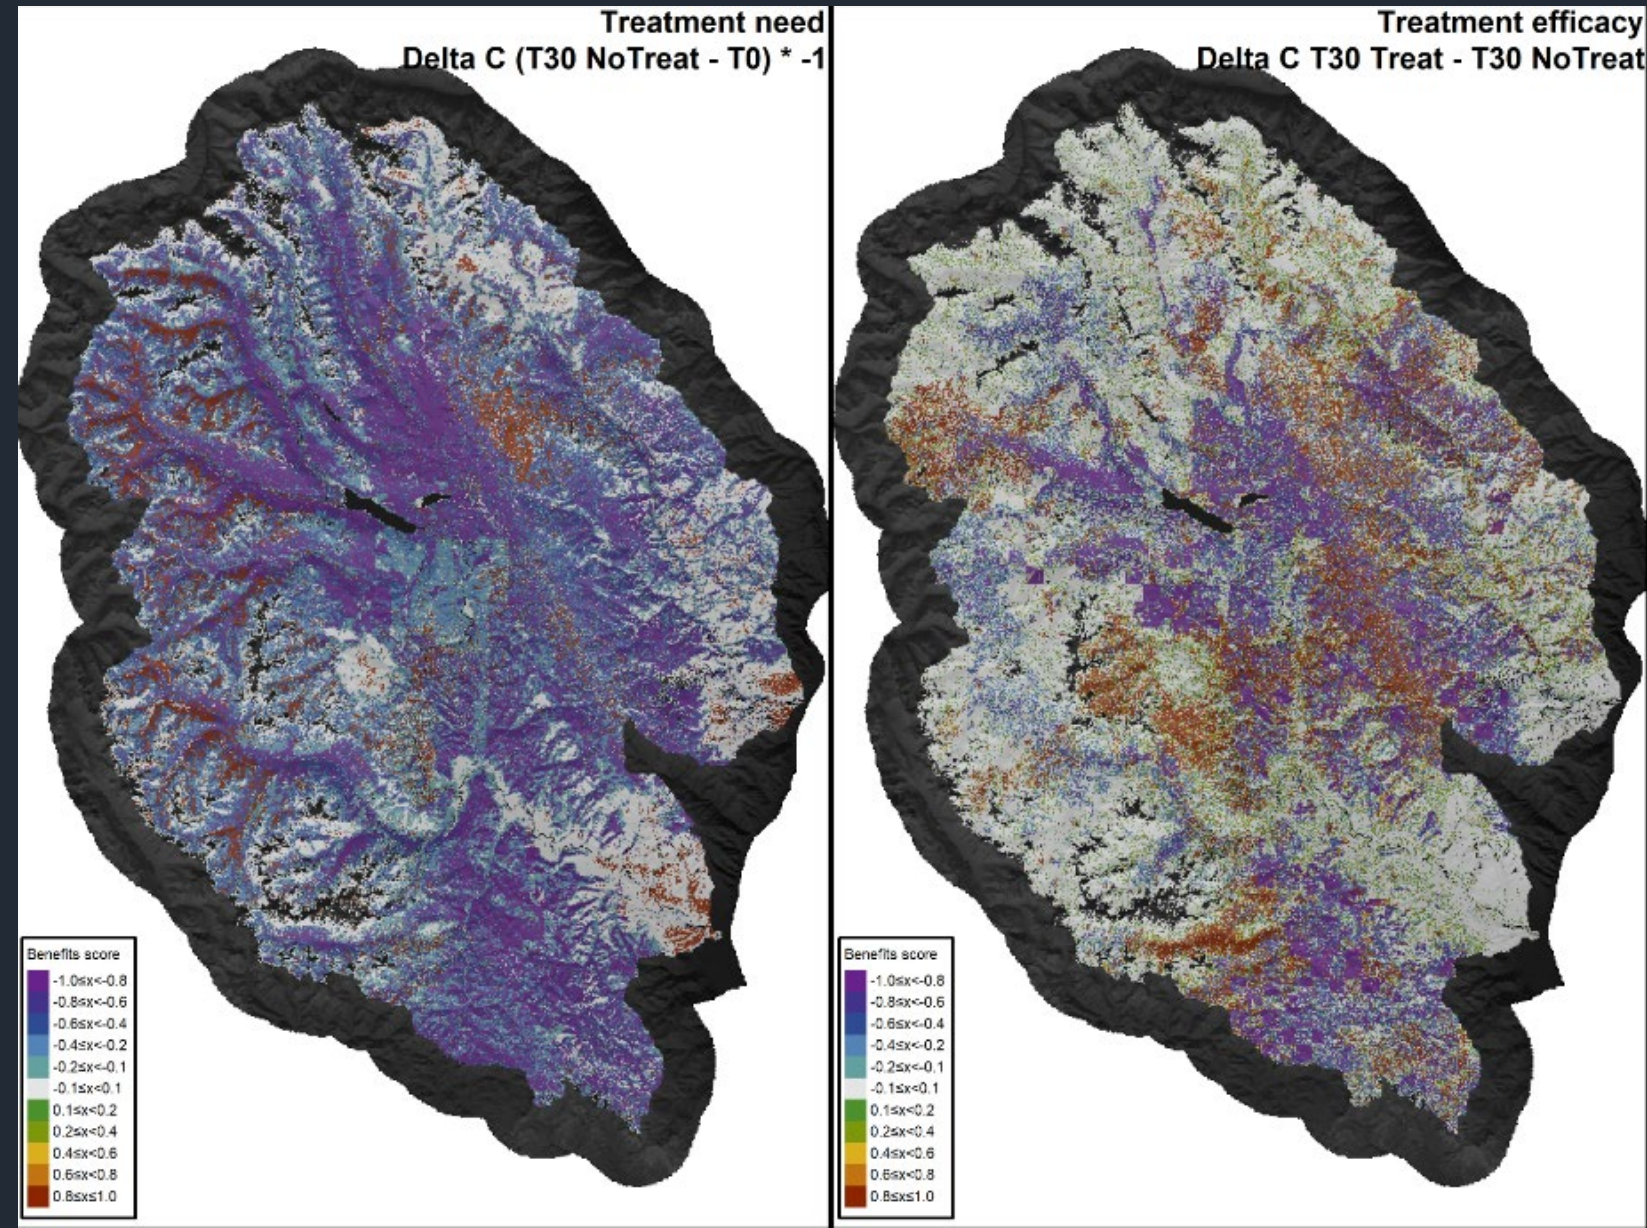 Treatment need
Delta C (T30 NoTreat - T0) * -1
Benefits score
-1.0≤x<-0.8
-0.8≤x<-0.6
-0.6≤x<-0.4
-0.4≤x<-0.2
-0.2≤x<-0.1
-0.1≤x<0.1
0.1≤x<0.2
0.2≤x<0.4
0.4≤x<0.6
0.6≤x<0.8
0.8≤x≤1.0
Treatment efficacy
Delta C T30 Treat - T30 NoTreat
Benefits score
-1.0≤x<-0.8
-0.8≤x<-0.6
-0.6≤x<-0.4
-0.4≤x<-0.2
-0.2≤x<-0.1
-0.1≤x<0.1
0.1≤x<0.2
0.2≤x<0.4
0.4≤x<0.6
0.6≤x<0.8
0.8≤x≤1.0